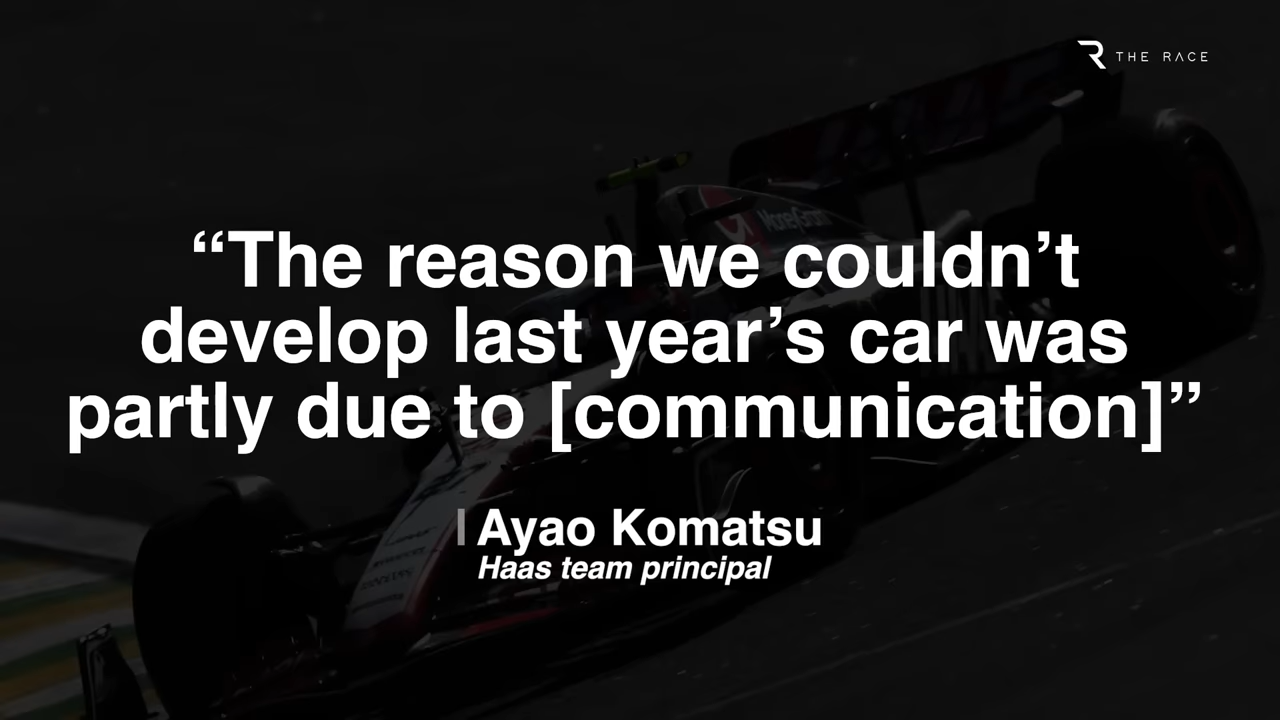 THE RACE
MoneyGram
“The reason we couldn’t
develop last year’s car was
partly due to [communication]”
Ayao Komatsu
Haas team principal